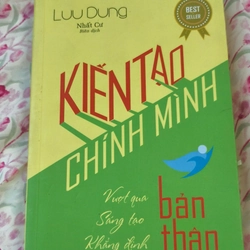 LƯU DUNG
Nhất Cư
Biên dịch
BEST
SELLER
KIẾN TẠO
CHÍNH MÌNH
Vượt qua
Sáng tạo
Khẳng định
bản
thân